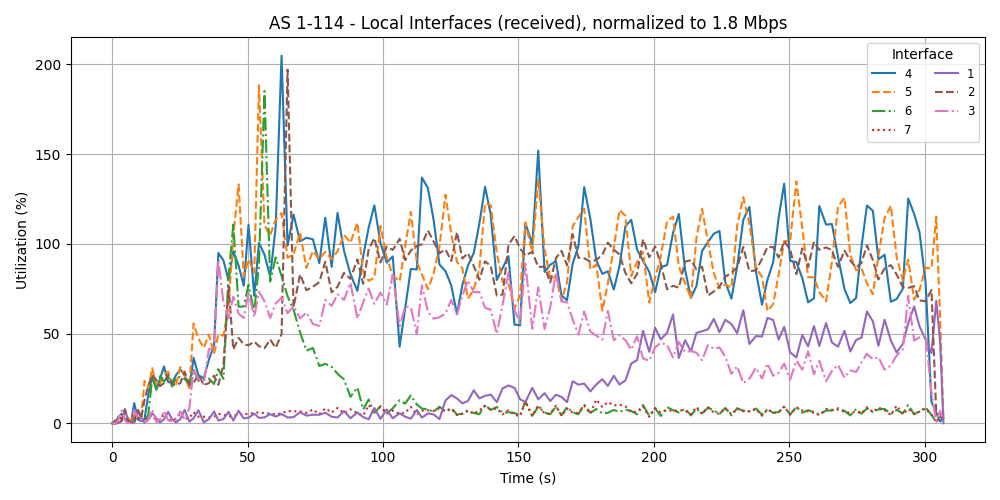 AS 1-114 - Local Interfaces (received), normalized to 1.8 Mbps
Utilization (%)
200
150
100
50
0
0 50 100 150 200 250 300
Time (s)
Interface
4 1
5 2
6 3
7